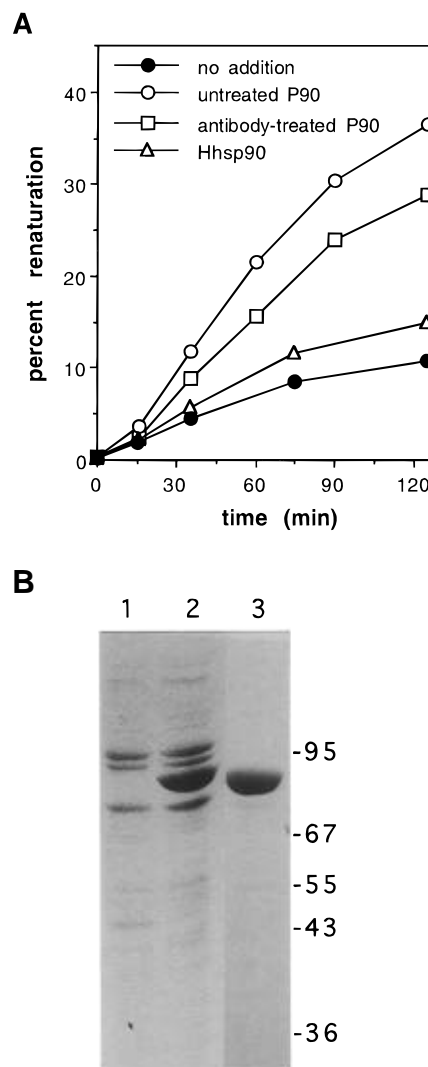 A
no addition
untreated P90
antibody-treated P90
Hhsp90
percent renaturation
40
30
20
10
0
0 30 60 90 120
time (min)
B
1 2 3
-95
-67
-55
-43
-36